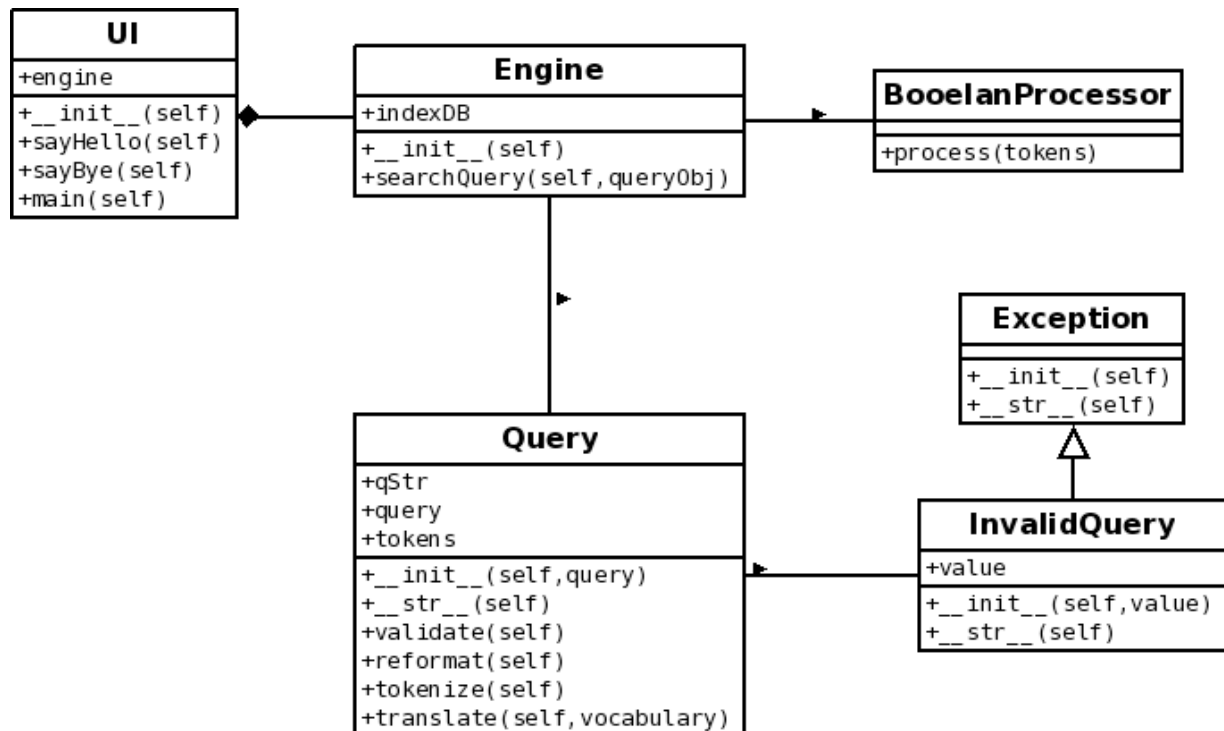 UI
+engine
+__init__(self)
+sayHello(self)
+sayBye(self)
+main(self)
Engine
+indexDB
+__init__(self)
+searchQuery(self,queryObj)
BooelanProcessor
+process(tokens)
Exception
+__init__(self)
+__str__(self)
Query
+qStr
+query
+tokens
+__init__(self,query)
+__str__(self)
+validate(self)
+reformat(self)
+tokenize(self)
+translate(self,vocabulary)
InvalidQuery
+value
+__init__(self,value)
+__str__(self)